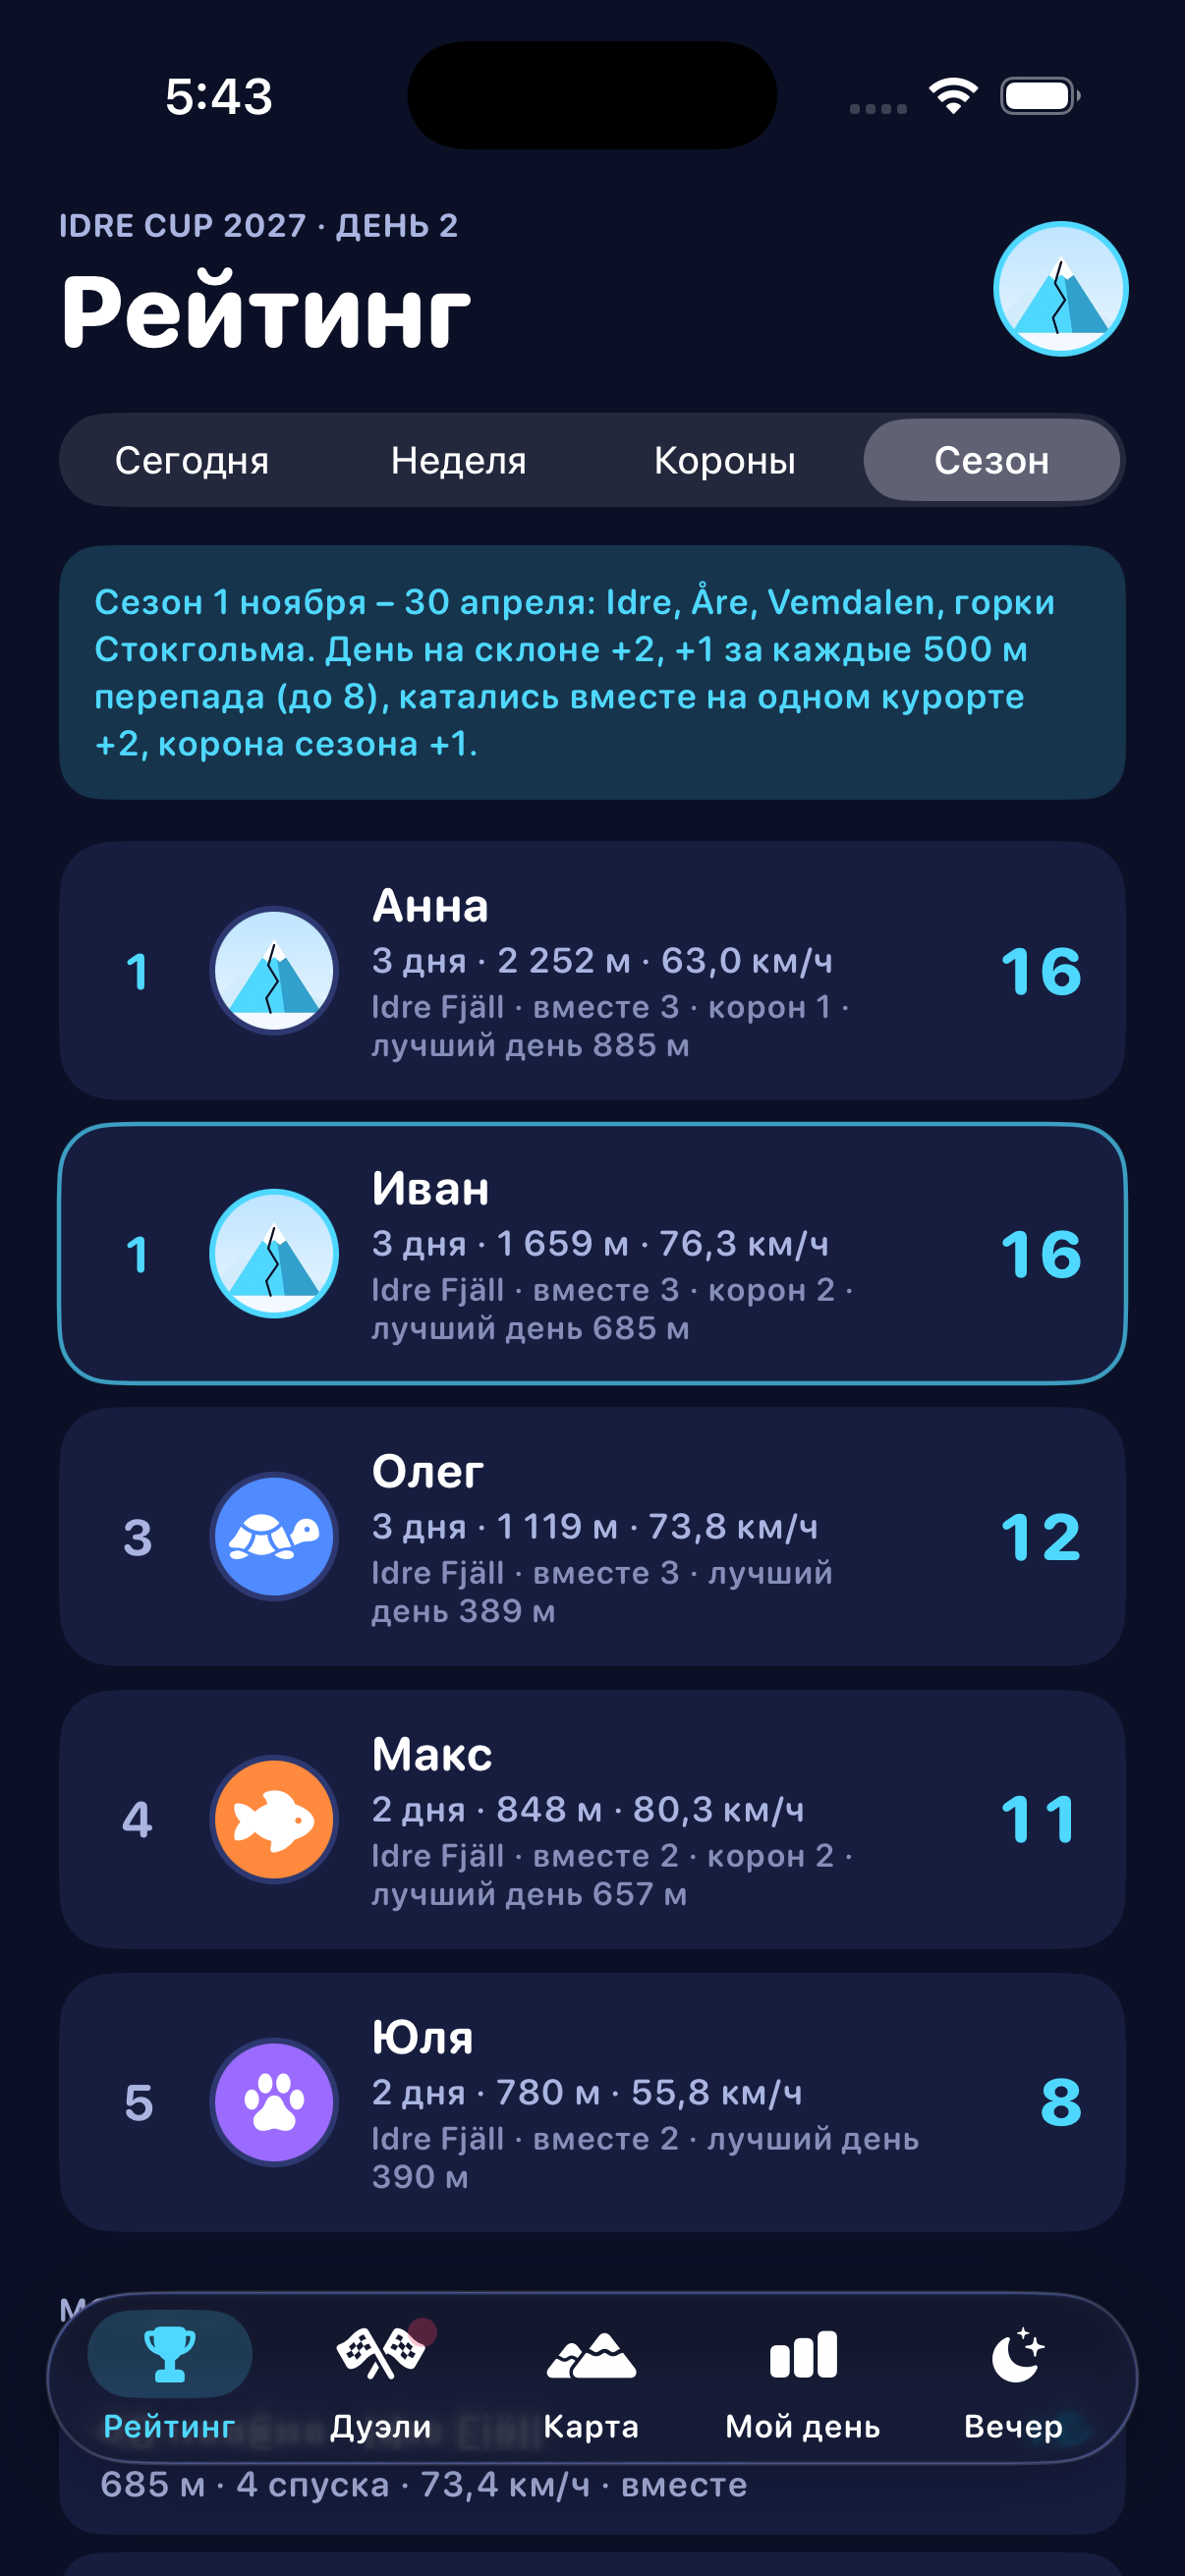 5:43
IDRE CUP 2027 · ДЕНЬ 2
Рейтинг
Сегодня Неделя Короны Сезон
Сезон 1 ноября – 30 апреля: Idre, Åre, Vemdalen, горки
Стокгольма. День на склоне +2, +1 за каждые 500 м
перепада (до 8), катались вместе на одном курорте
+2, корона сезона +1.
Анна
3 дня · 2 252 м · 63,0 км/ч
1
16
Idre Fjäll · вместе 3 · корон 1 ·
лучший день 885 м
Иван
3 дня · 1 659 м · 76,3 км/ч
1
16
Idre Fjäll · вместе 3 · корон 2 ·
лучший день 685 м
Олег
3 дня · 1 119 м · 73,8 км/ч
3
12
Idre Fjäll · вместе 3 · лучший
день 389 м
Макс
2 дня · 848 м · 80,3 км/ч
4
11
Idre Fjäll · вместе 2 · корон 2 ·
лучший день 657 м
Юля
2 дня · 780 м · 55,8 км/ч
5
8
Idre Fjäll · вместе 2 · лучший день
390 м
Рейтинг Дуэли Карта Мой день Вечер
685 м · 4 спуска · 73,4 км/ч · вместе